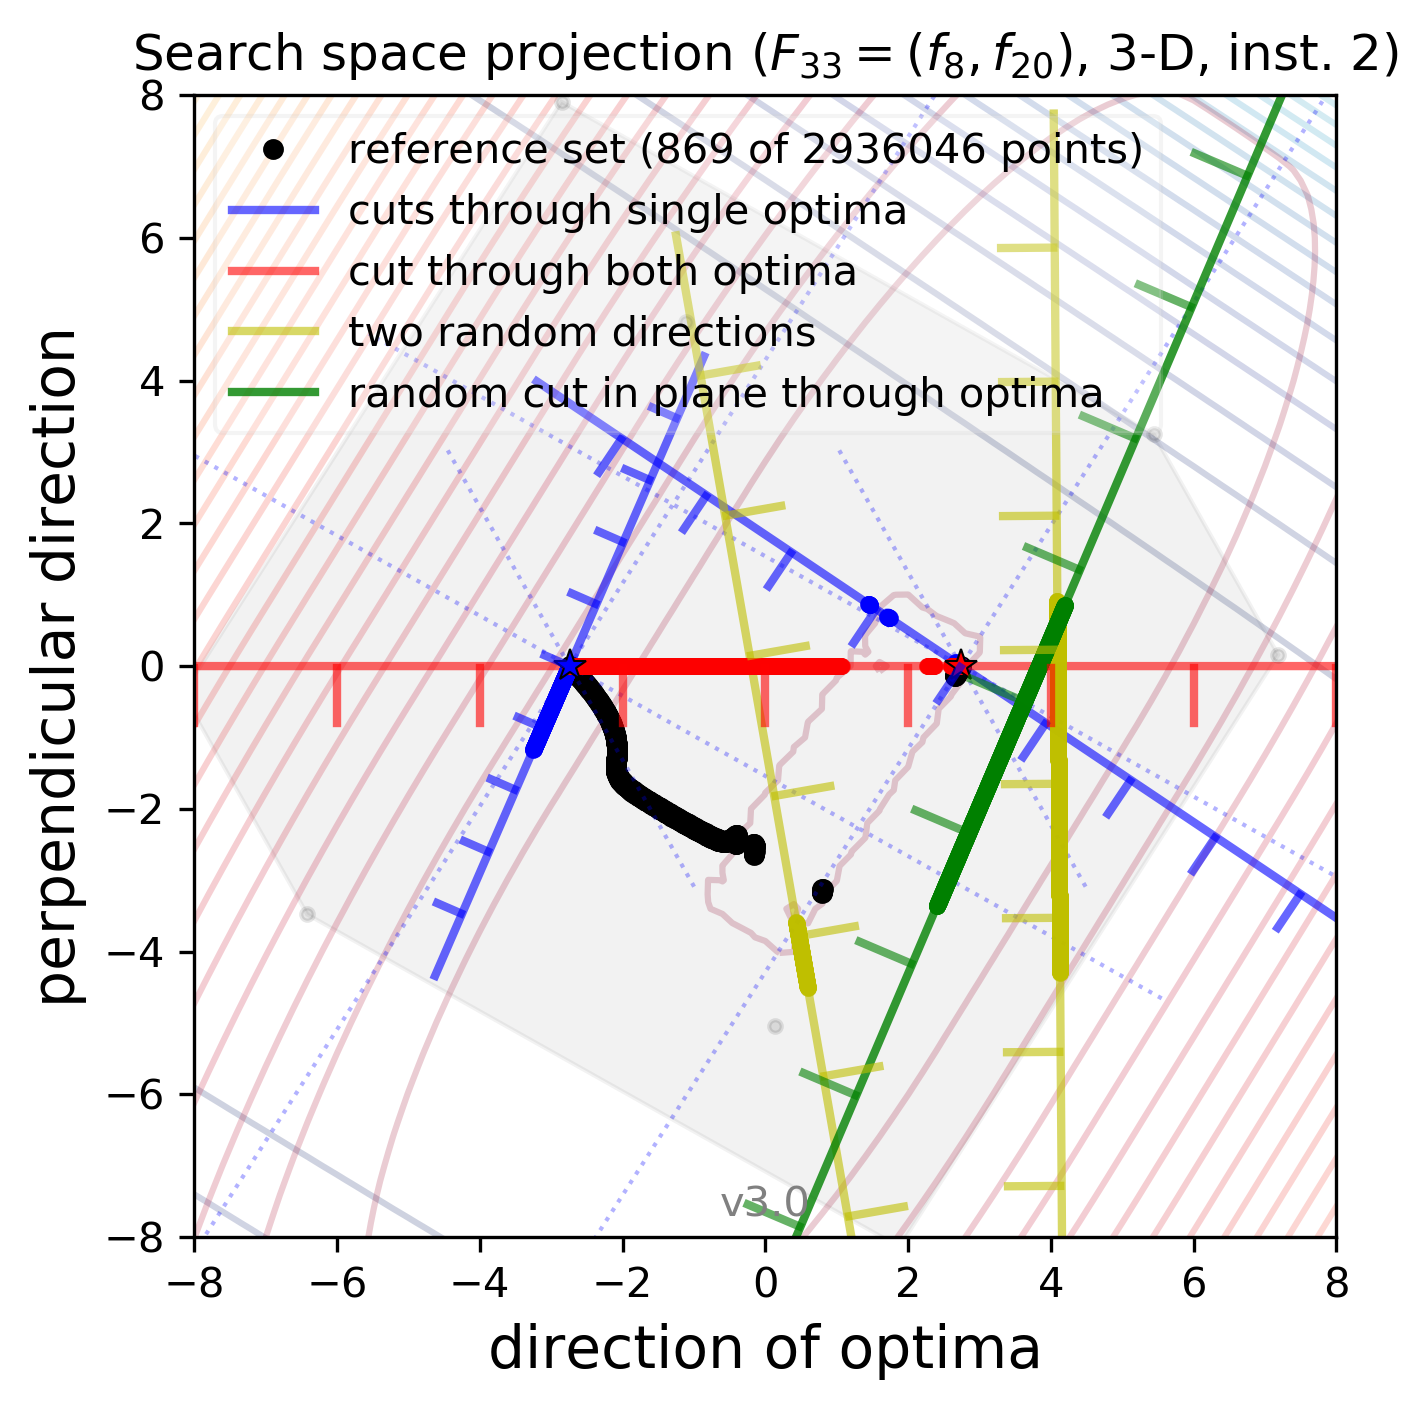 Search space projection (F33 = (f8, f20), 3-D, inst. 2)
reference set (869 of 2936046 points)
cuts through single optima
cut through both optima
two random directions
random cut in plane through optima
perpendicular direction
8
6
4
2
0
−2
−4
−6
−8
v3.0
−8 −6 −4 −2 0 2 4 6 8
direction of optima